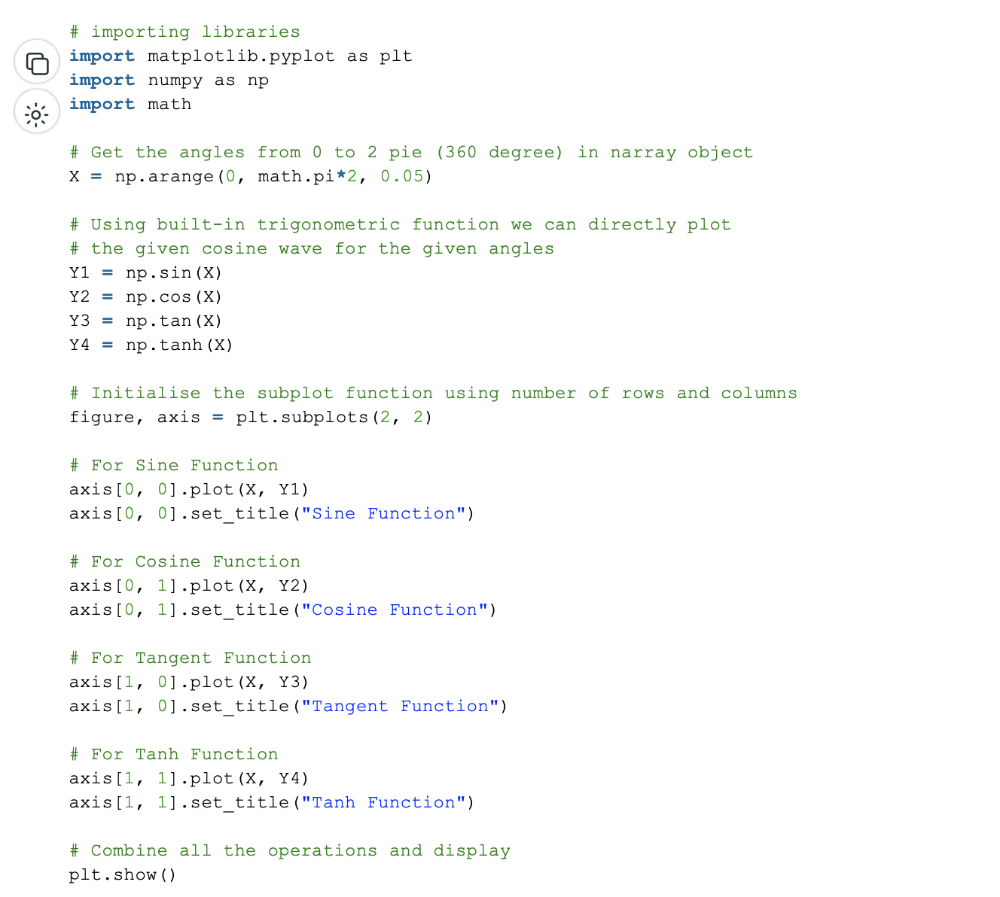 # importing libraries
import matplotlib.pyplot as plt
import numpy as np
import math
# Get the angles from 0 to 2 pie (360 degree) in narray object
X = np.arange(0, math.pi*2, 0.05)
# Using built-in trigonometric function we can directly plot
# the given cosine wave for the given angles
Y1 = np.sin(X)
Y2 = np.cos(X)
Y3 = np.tan(X)
Y4 = np.tanh(X)
# Initialise the subplot function using number of rows and columns
figure, axis = plt.subplots(2, 2)
# For Sine Function
axis[0, 0].plot(X, Y1)
axis[0, 0].set_title("Sine Function")
# For Cosine Function
axis[0, 1].plot(X, Y2)
axis[0, 1].set_title("Cosine Function")
# For Tangent Function
axis[1, 0].plot(X, Y3)
axis[1, 0].set_title("Tangent Function")
# For Tanh Function
axis[1, 1].plot(X, Y4)
axis[1, 1].set_title("Tanh Function")
# Combine all the operations and display
plt.show()